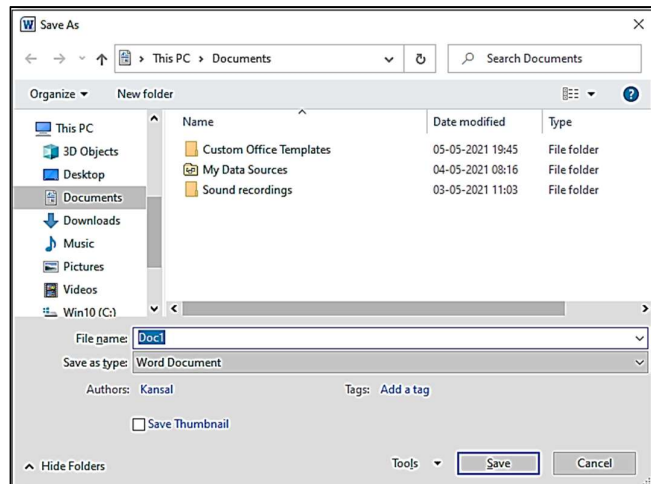 Save As
This PC › Documents
Search Documents
Organize
New folder
This PC
3D Objects
Desktop
Documents
Downloads
Music
Pictures
Videos
Win10 (C:)
Name Date modified Type
Custom Office Templates 05-05-2021 19:45 File folder
My Data Sources 04-05-2021 08:16 File folder
Sound recordings 03-05-2021 11:03 File folder
File name: Doc1
Save as type: Word Document
Authors: Kansal Tags: Add a tag
Save Thumbnail
Hide Folders Tools Save Cancel